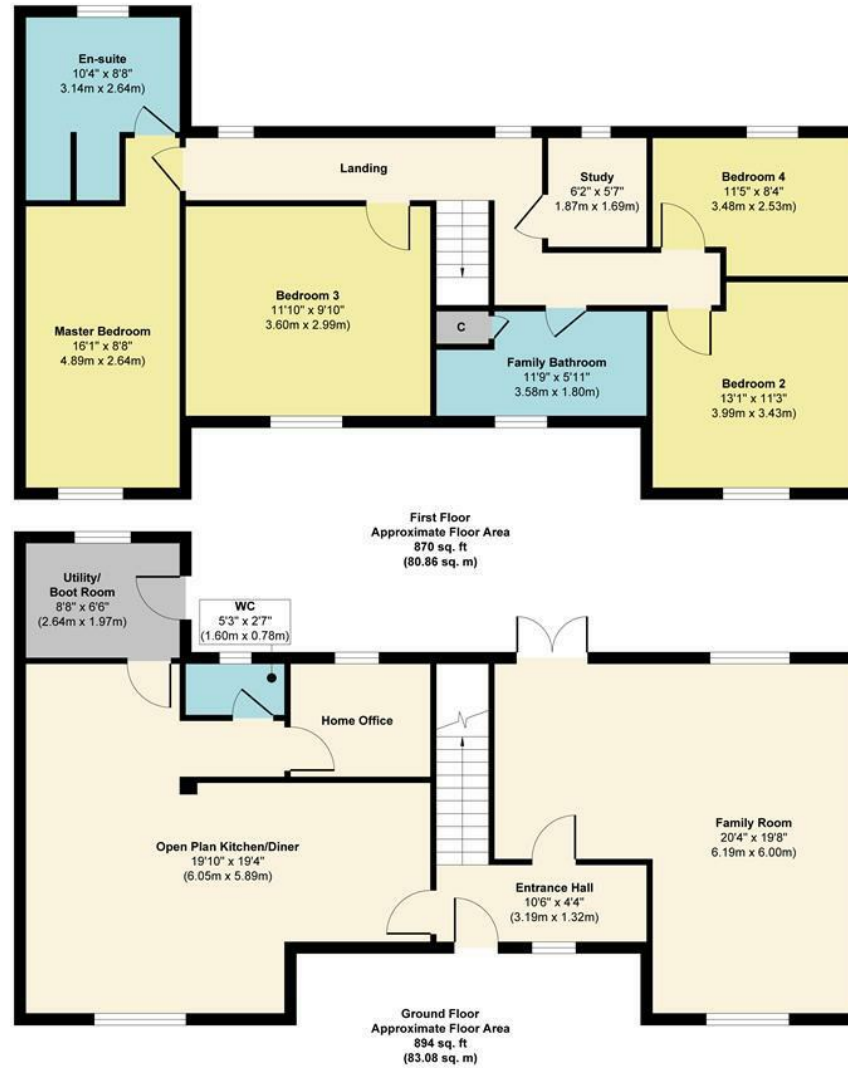 En-suite
10'4" x 8'8"
3.14m x 2.64m)
Landing
Study
6'2" x 5'7"
1.87m x 1.69m)
Bedroom 4
11'5" x 8'4"
3.48m x 2.53m)
Bedroom 3
11'10" x 9'10"
3.60m x 2.99m)
Master Bedroom
16'1" x 8'8"
4.89m x 2.64m)
C
Family Bathroom
11'9" x 5'11"
3.58m x 1.80m)
Bedroom 2
13'1" x 11'3"
3.99m x 3.43m)
First Floor
Approximate Floor Area
870 sq. ft
(80.86 sq. m)
Utility/
Boot Room
8'8" x 6'6"
(2.64m x 1.97m)
WC
5'3" x 2'7"
(1.60m x 0.78m)
Home Office
Family Room
20'4" x 19'8"
6.19m x 6.00m)
Open Plan Kitchen/Diner
19'10" x 19'4"
(6.05m x 5.89m)
Entrance Hall
10'6" x 4'4"
(3.19m x 1.32m)
Ground Floor
Approximate Floor Area
894 sq. ft
(83.08 sq. m)